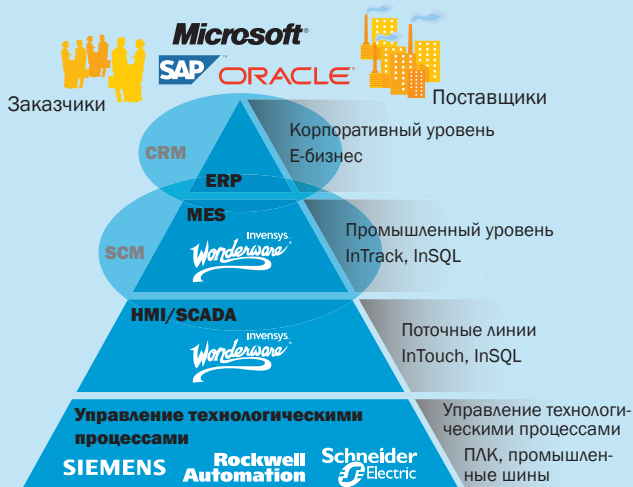 Microsoft
SAP ORACLE
Заказчики
Поставщики
CRM
ERP
Корпоративный уровень
Е-бизнес
MES
SCM
Invensys
Wonderware
Промышленный уровень
InTrack, InSQL
HMI/SCADA
Invensys
Wonderware
Поточные линии
InTouch, InSQL
Управление технологическими
процессами
SIEMENS
Rockwell
Automation
Schneider
Electric
Управление технологи-
ческими процессами
ПЛК, промышлен-
ные шины